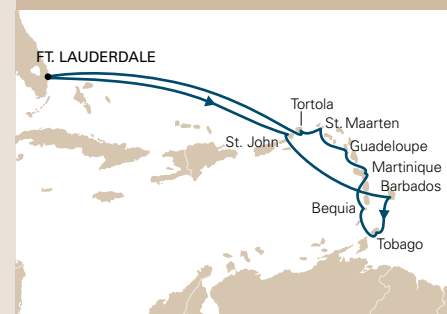 FT. LAUDERDALE
Tortola
St. Maarten
St. John
Guadeloupe
Martinique
Barbados
Bequia
Tobago